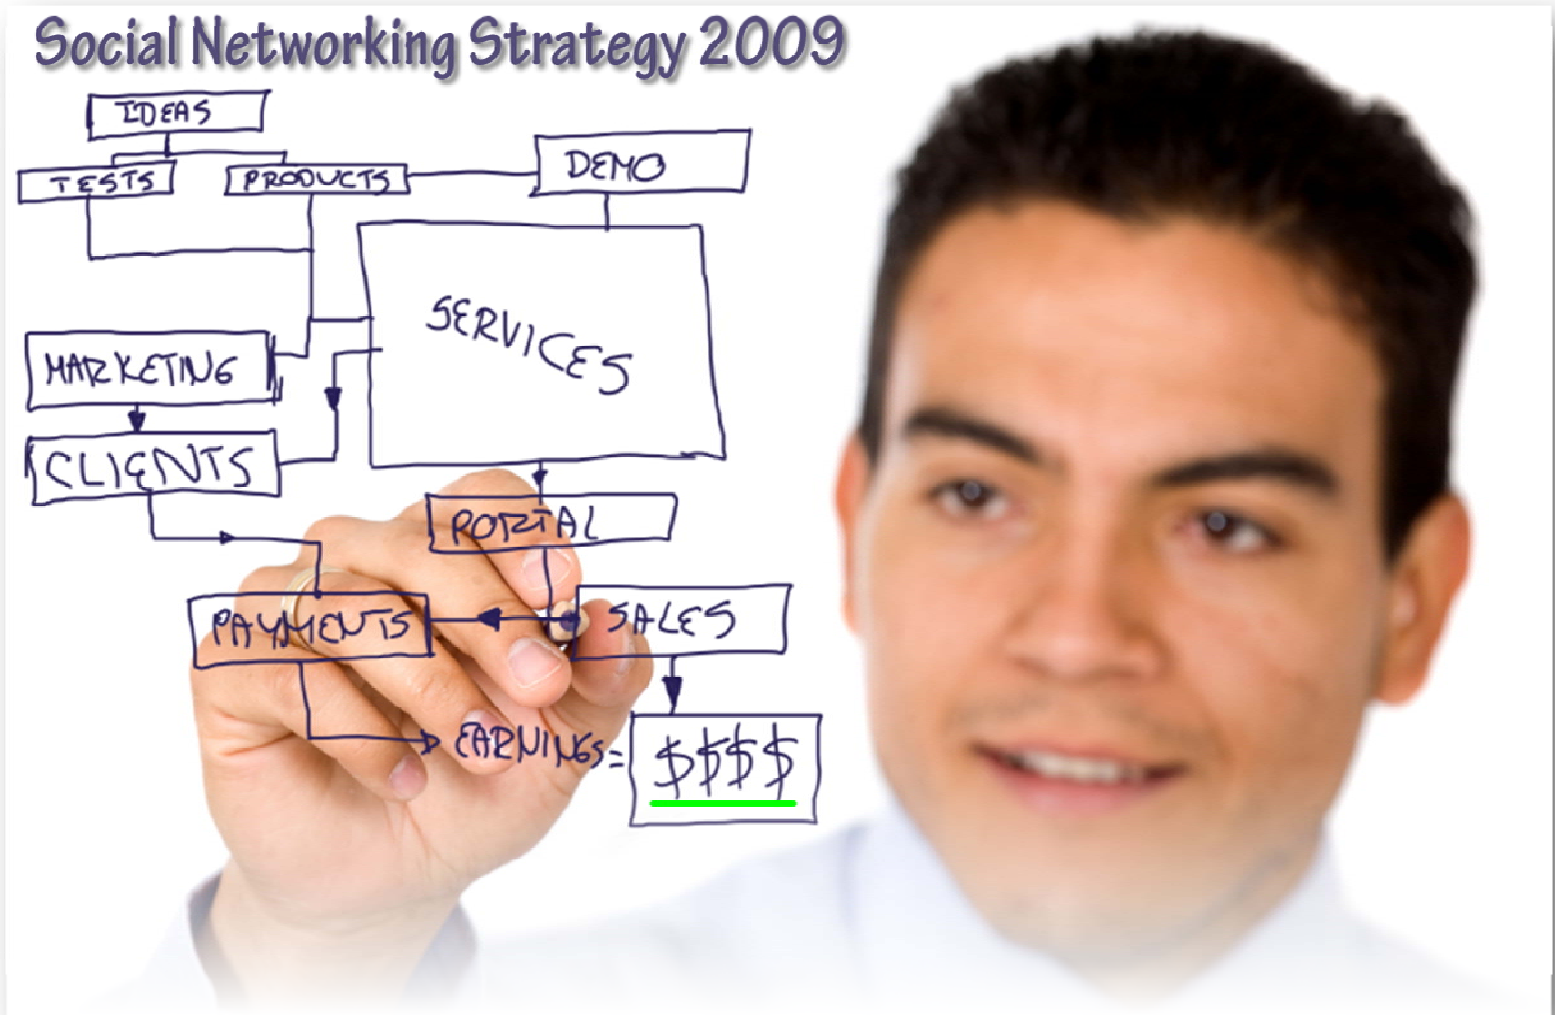 Social Networking Strategy 2009
IDEAS
TESTS
PRODUCTS
DEMO
SERVICES
MARKETING
CLIENTS
PORTAL
PAYMENTS
SALES
EARNINGS=
$$$$